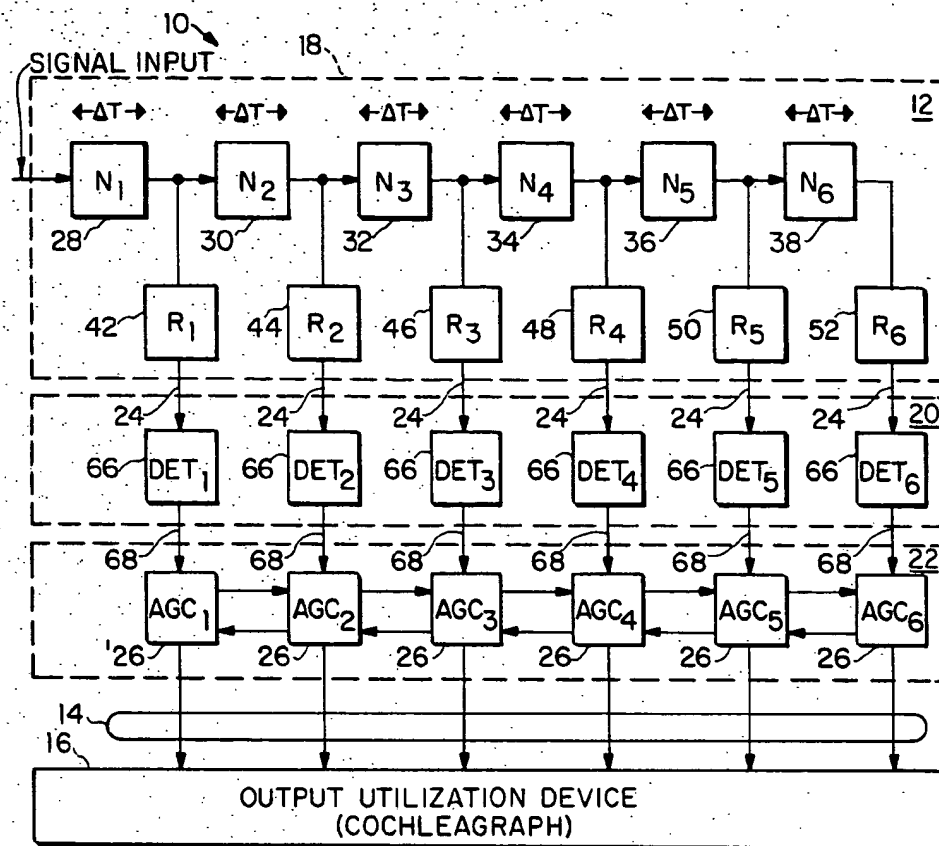 10
18
SIGNAL INPUT
12
←ΔT→ ←ΔT→ ←ΔT→ ←ΔT→ ←ΔT→ ←ΔT→
N1 N2 N3 N4 N5 N6
28 30 32 34 36 38
42 R1 44 R2 46 R3 48 R4 50 R5 52 R6
24 24 24 24 24 24 20
66 DET1 66 DET2 66 DET3 66 DET4 66 DET5 66 DET6
68 68 68 68 68 68 22
AGC1 AGC2 AGC3 AGC4 AGC5 AGC6
'26 26 26 26 26 26
14
16
OUTPUT UTILIZATION DEVICE
(COCHLEAGRAPH)